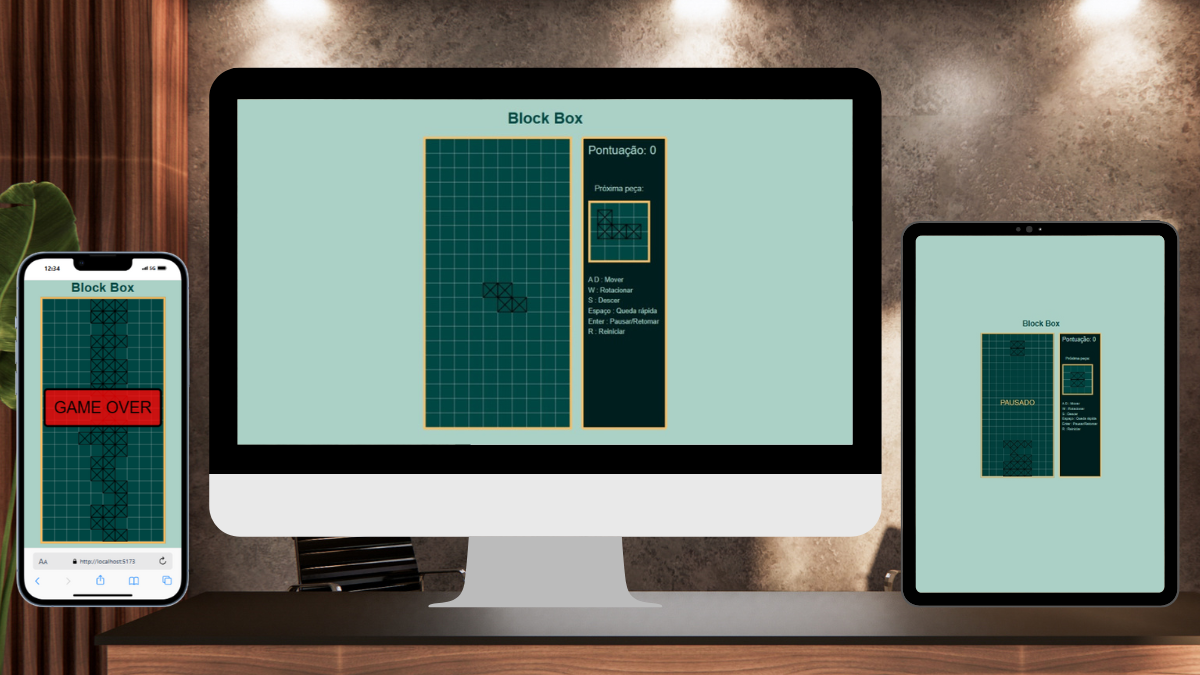 12:34
5G
Block Box
GAME OVER
AA
http://localhost:5173
Block Box
Pontuação: 0
Próxima peça:
A D : Mover
W : Rotacionar
S : Descer
Espaço : Queda rápida
Enter : Pausar/Retomar
R : Reiniciar
Block Box
Pontuação: 0
Próxima peça:
PAUSADO
A D : Mover
W : Rotacionar
S : Descer
Espaço : Queda rápida
Enter : Pausar/Retomar
R : Reiniciar